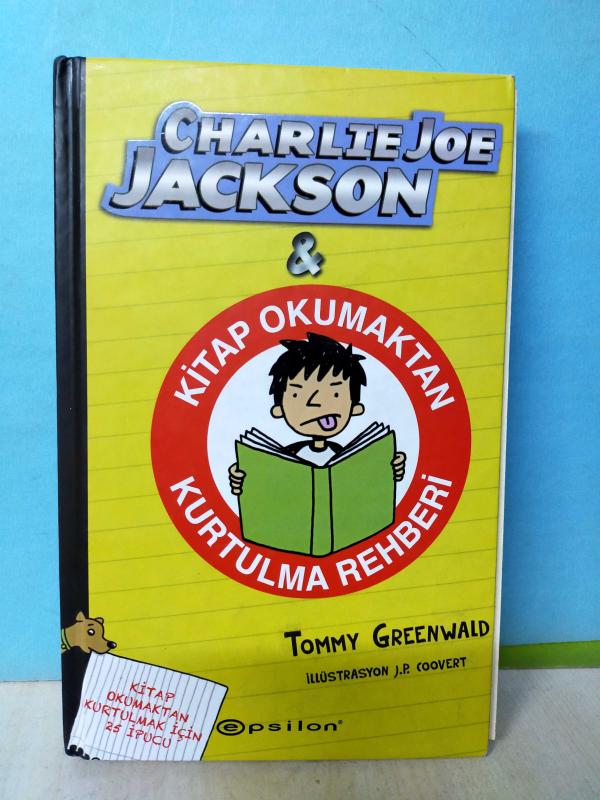 CHARLIE JOE
JACKSON
&
KİTAP OKUMAKTAN
KURTULMA REHBERİ
TOMMY GREENWALD
İLLÜSTRASYON J.P. COOVERT
KİTAP
OKUMAKTAN
KURTULMAK İÇİN
25 İPUCU
epsilon®